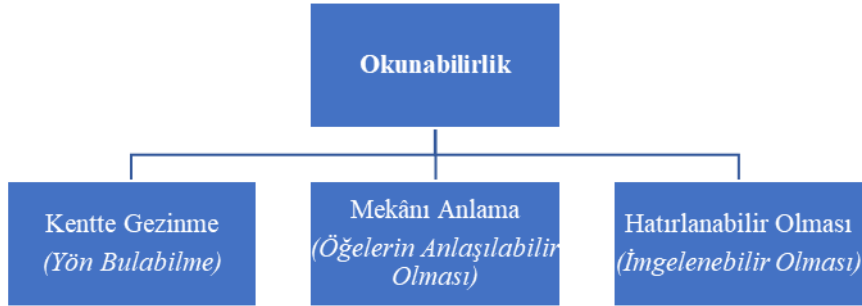 Okunabilirlik
Kentte Gezinme
(Yön Bulabilme)
Mekânı Anlama
(Öğelerin Anlaşılabilir
Olması)
Hatırlanabilir Olması
(İmgelenebilir Olması)